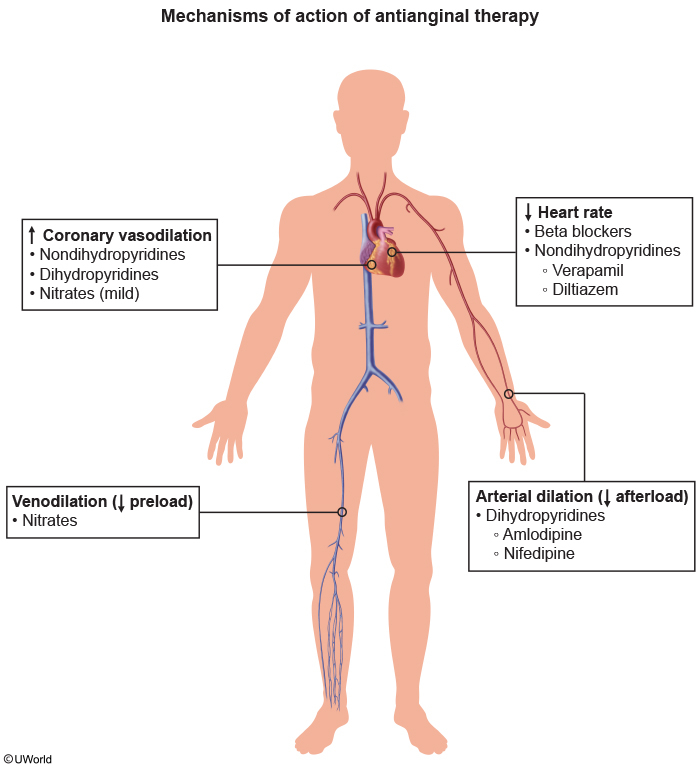 Mechanisms of action of antianginal therapy
↑ Coronary vasodilation
• Nondihydropyridines
• Dihydropyridines
• Nitrates (mild)
↓ Heart rate
• Beta blockers
• Nondihydropyridines
◦ Verapamil
◦ Diltiazem
Venodilation (↓ preload)
• Nitrates
Arterial dilation (↓ afterload)
• Dihydropyridines
◦ Amlodipine
◦ Nifedipine
©UWorld